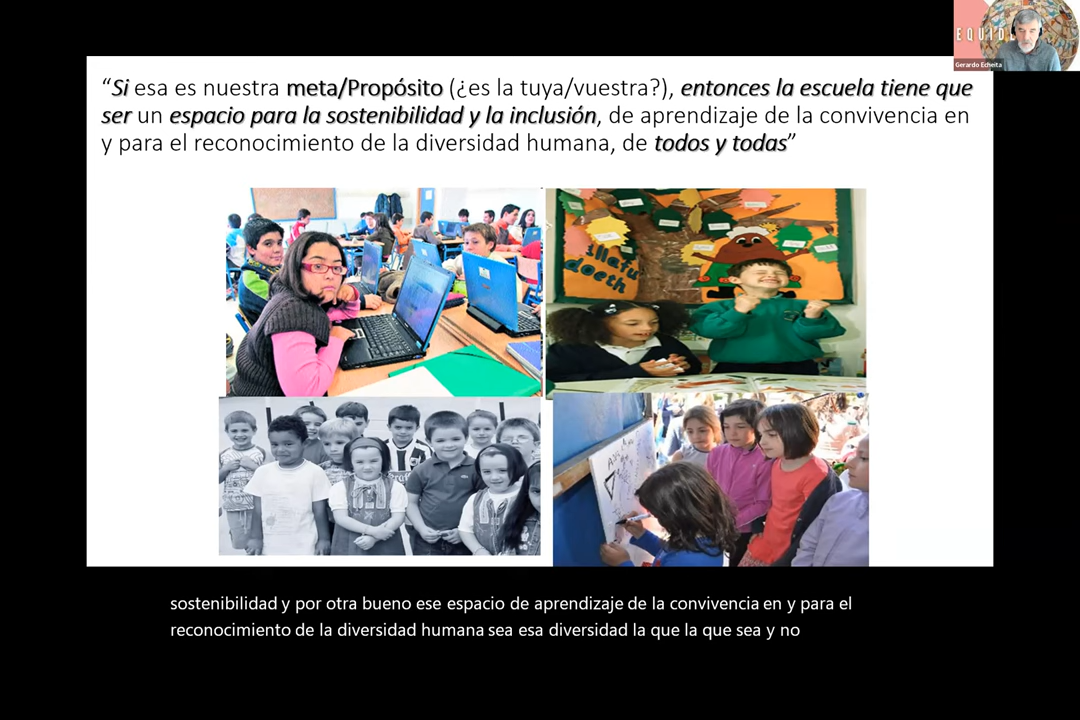 EQUID
Gerardo Echeita
“Si esa es nuestra meta/Propósito (¿es la tuya/vuestra?), entonces la escuela tiene que
ser un espacio para la sostenibilidad y la inclusión, de aprendizaje de la convivencia en
y para el reconocimiento de la diversidad humana, de todos y todas”
sostenibilidad y por otra bueno ese espacio de aprendizaje de la convivencia en y para el
reconocimiento de la diversidad humana sea esa diversidad la que la que sea y no